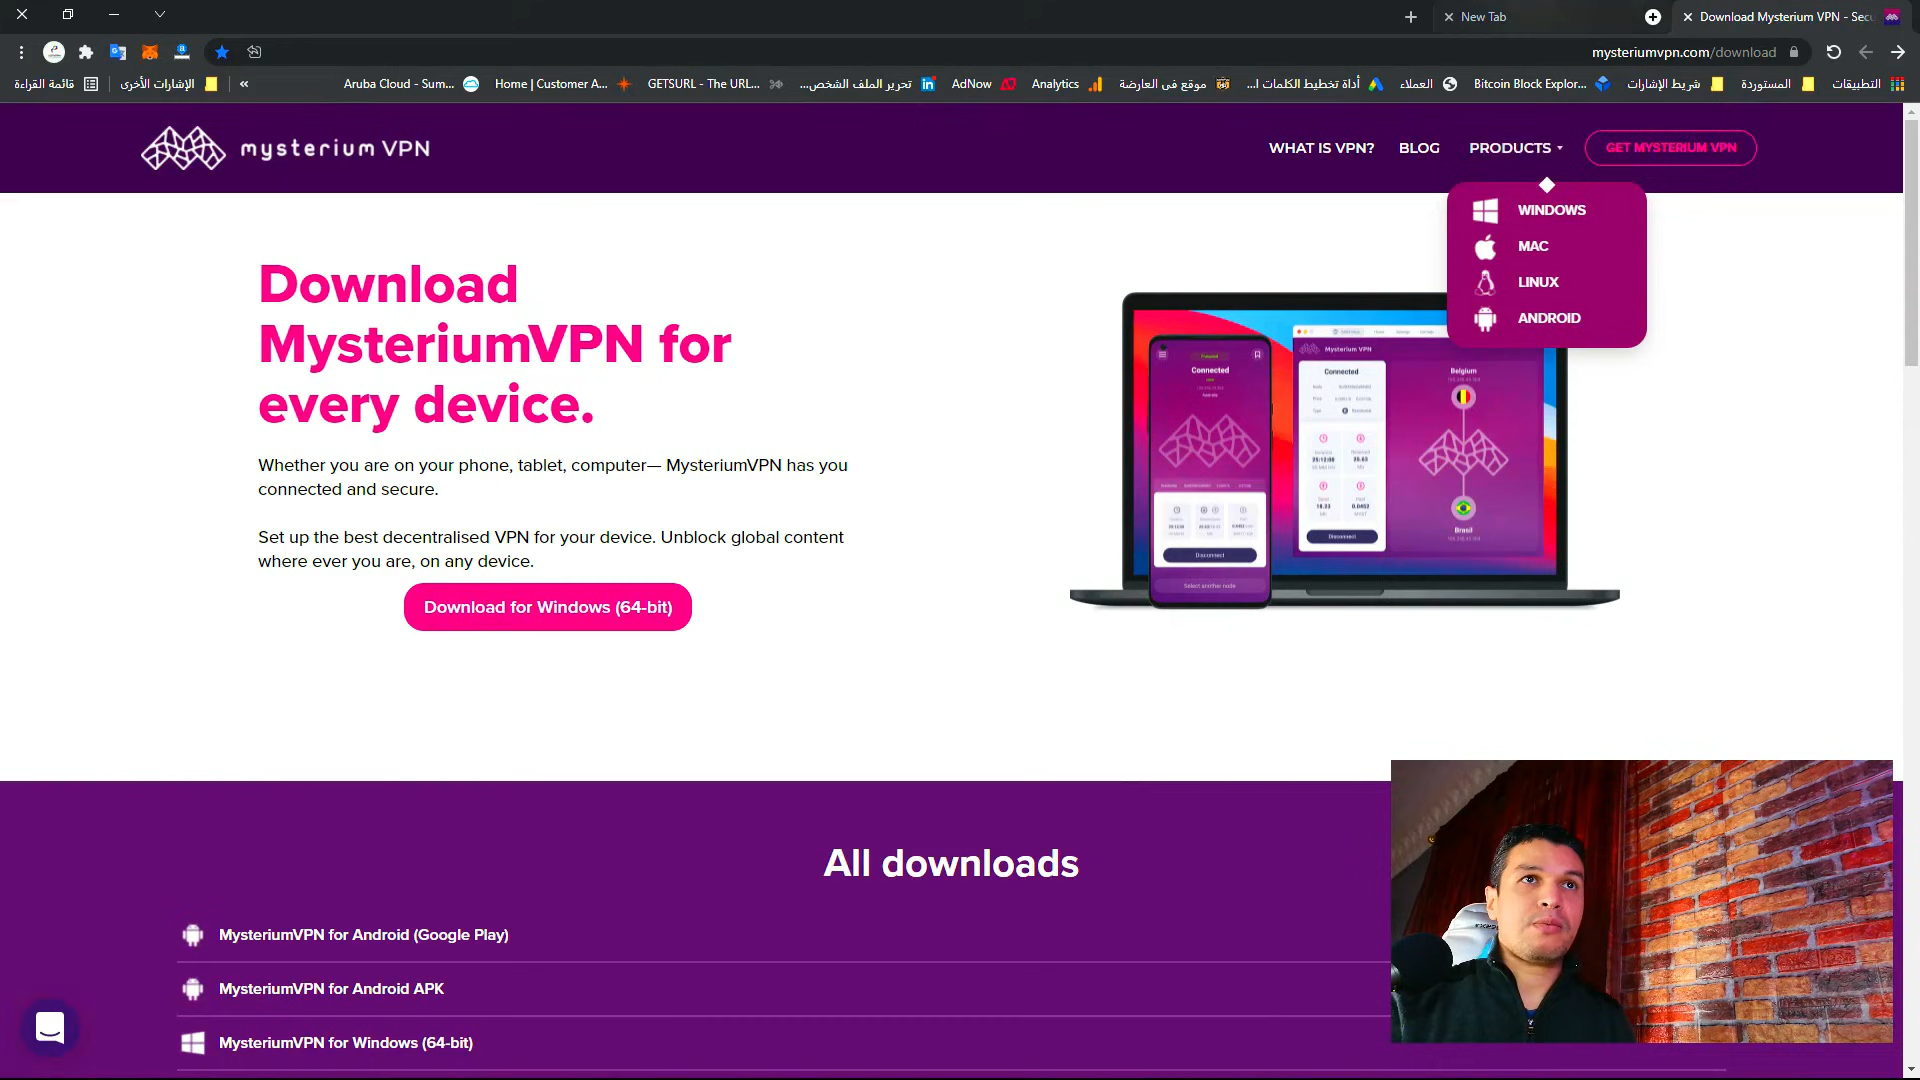 New Tab
Download Mysterium VPN - Sec
mysteriumvpn.com/download
قائمة القراءة
الإشارات الأخرى
«
Aruba Cloud - Sum...
Home | Customer A...
GETSURL - The URL...
تحرير الملف الشخص...
AdNow
Analytics
موقع في العارضة
أداة تخطيط الكلمات ا...
العملاء
Bitcoin Block Explor...
شريط الإشارات
المستوردة
التطبيقات
mysterium VPN
WHAT IS VPN?
BLOG
PRODUCTS
GET MYSTERIUM VPN
WINDOWS
MAC
LINUX
ANDROID
Download
MysteriumVPN for
every device.
Whether you are on your phone, tablet, computer— MysteriumVPN has you
connected and secure.
Set up the best decentralised VPN for your device. Unblock global content
where ever you are, on any device.
Download for Windows (64-bit)
Connected
Disconnect
Select another node
Mysterium VPN
Connected
Disconnect
Belgium
Brasil
All downloads
MysteriumVPN for Android (Google Play)
MysteriumVPN for Android APK
MysteriumVPN for Windows (64-bit)